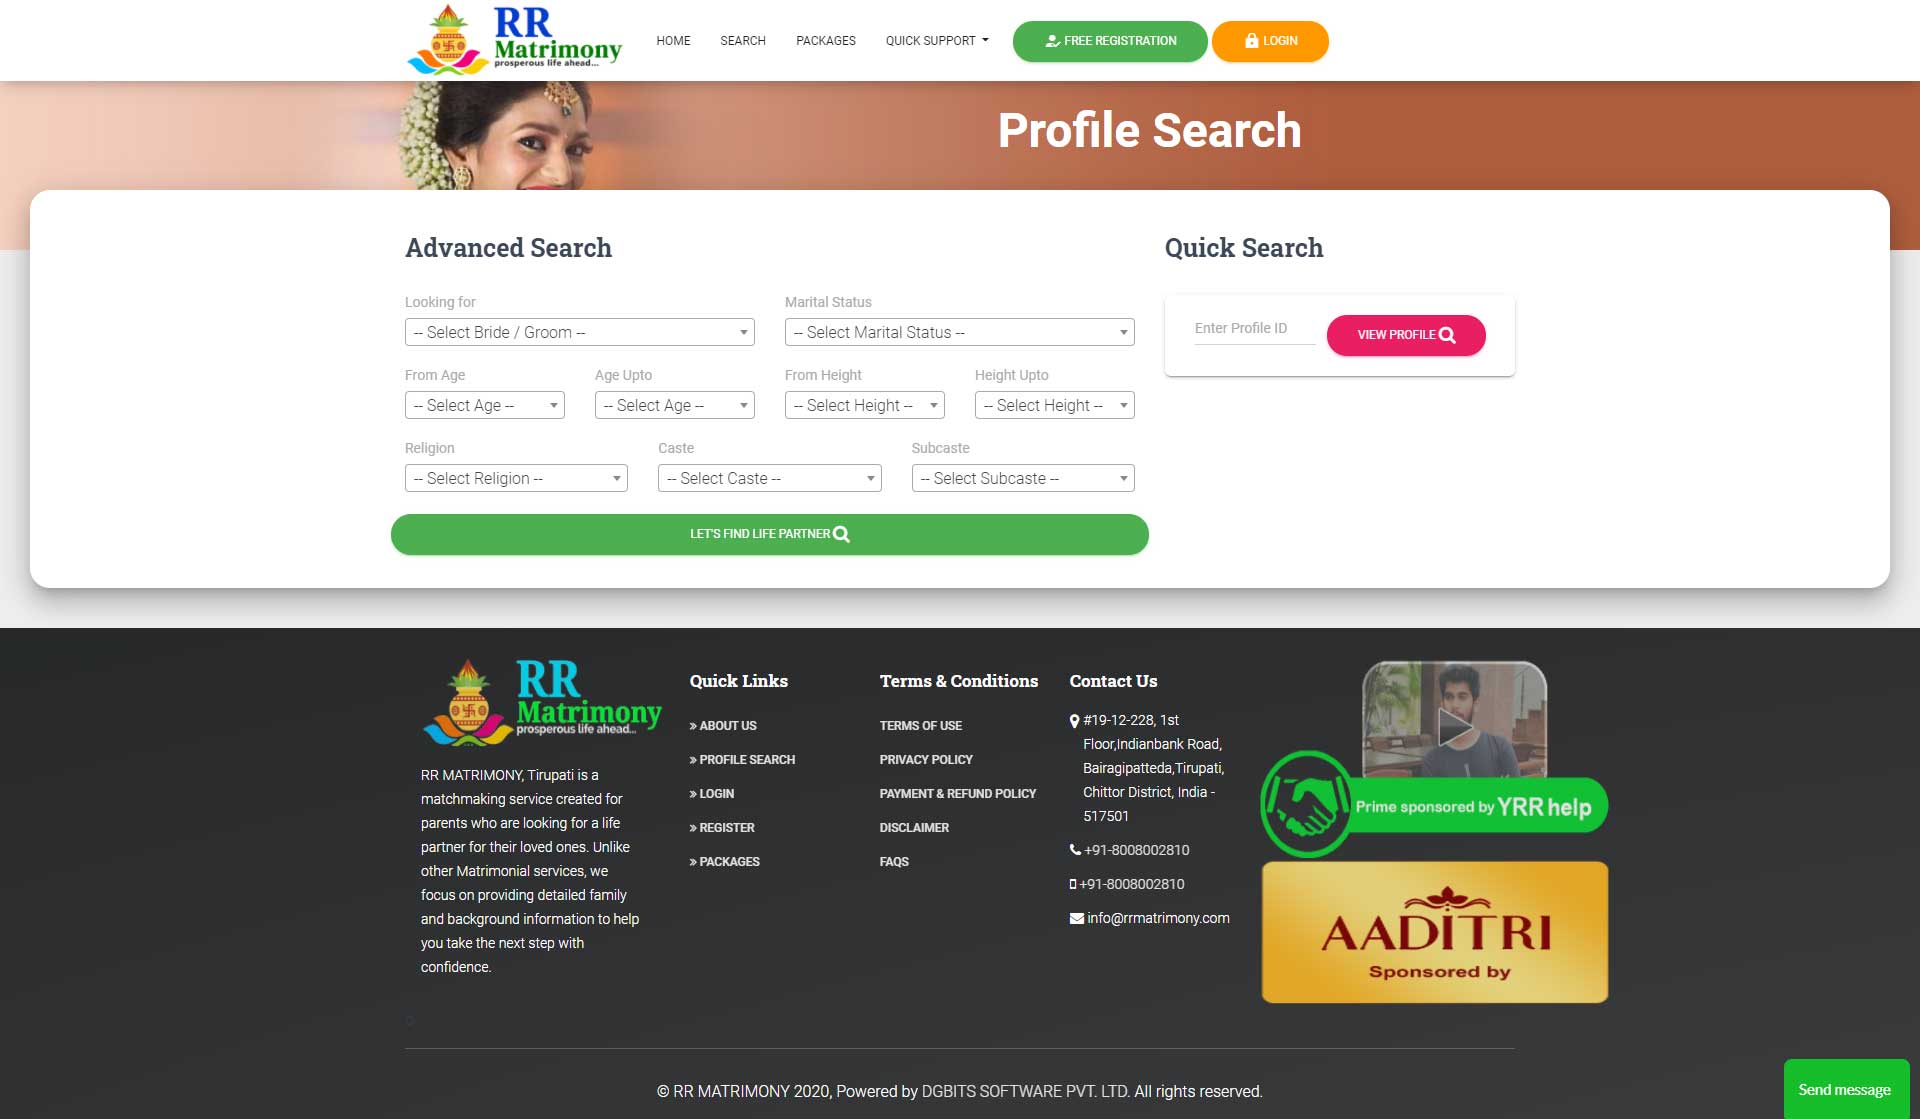 RR
Matrimony
prosperous life ahead...
HOME
SEARCH
PACKAGES
QUICK SUPPORT
FREE REGISTRATION
LOGIN
Profile Search
Advanced Search
Looking for
-- Select Bride / Groom --
Marital Status
-- Select Marital Status --
From Age
-- Select Age --
Age Upto
-- Select Age --
From Height
-- Select Height --
Height Upto
-- Select Height --
Religion
-- Select Religion --
Caste
-- Select Caste --
Subcaste
-- Select Subcaste --
LET'S FIND LIFE PARTNER
Quick Search
Enter Profile ID
VIEW PROFILE
RR
Matrimony
prosperous life ahead...
RR MATRIMONY, Tirupati is a
matchmaking service created for
parents who are looking for a life
partner for their loved ones. Unlike
other Matrimonial services, we
focus on providing detailed family
and background information to help
you take the next step with
confidence.
Quick Links
» ABOUT US
» PROFILE SEARCH
» LOGIN
» REGISTER
» PACKAGES
Terms & Conditions
TERMS OF USE
PRIVACY POLICY
PAYMENT & REFUND POLICY
DISCLAIMER
FAQS
Contact Us
#19-12-228, 1st
Floor,Indianbank Road,
Bairagipatteda,Tirupati,
Chittor District, India -
517501
+91-8008002810
+91-8008002810
info@rrmatrimony.com
Prime sponsored by YRR help
AADITRI
Sponsored by
© RR MATRIMONY 2020, Powered by DGBITS SOFTWARE PVT. LTD. All rights reserved.
Send message